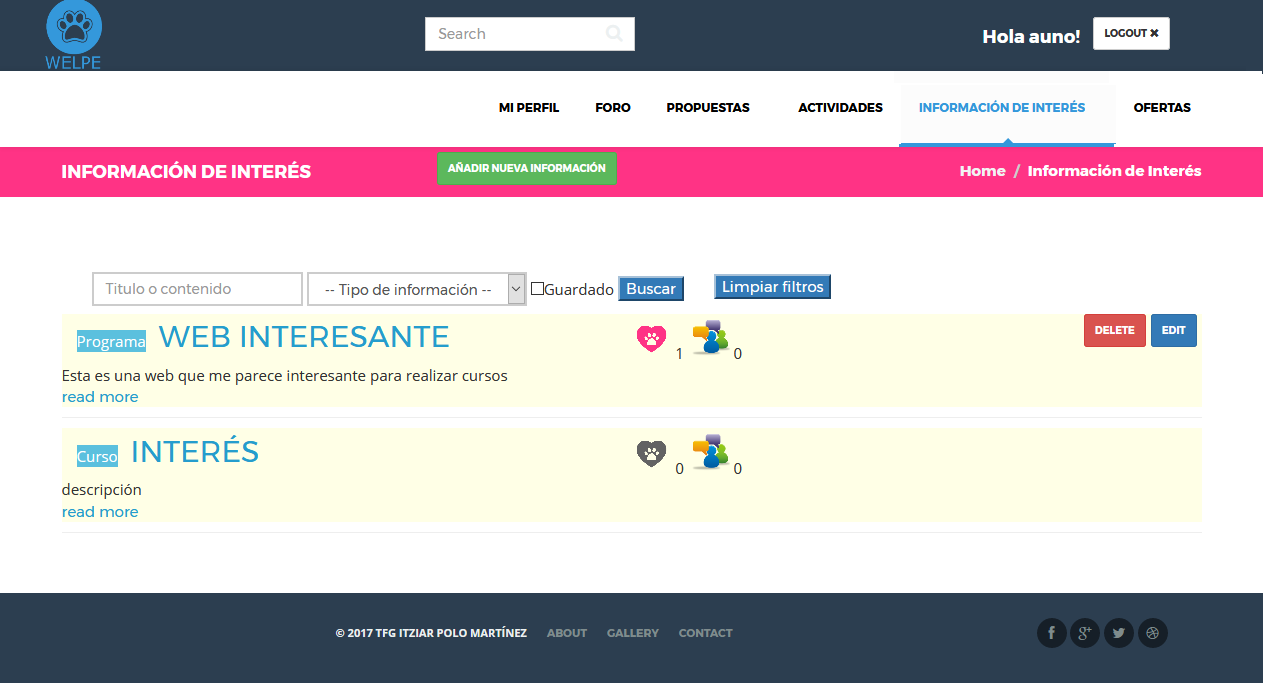 WELPE
Search
Hola auno!
LOGOUT ✖
MI PERFIL FORO PROPUESTAS ACTIVIDADES INFORMACIÓN DE INTERÉS OFERTAS
INFORMACIÓN DE INTERÉS
AÑADIR NUEVA INFORMACIÓN
Home / Información de Interés
Titulo o contenido
-- Tipo de información --
Guardado
Buscar
Limpiar filtros
Programa WEB INTERESANTE
1 0
DELETE EDIT
Esta es una web que me parece interesante para realizar cursos
read more
Curso INTERÉS
0 0
descripción
read more
© 2017 TFG ITZIAR POLO MARTÍNEZ ABOUT GALLERY CONTACT